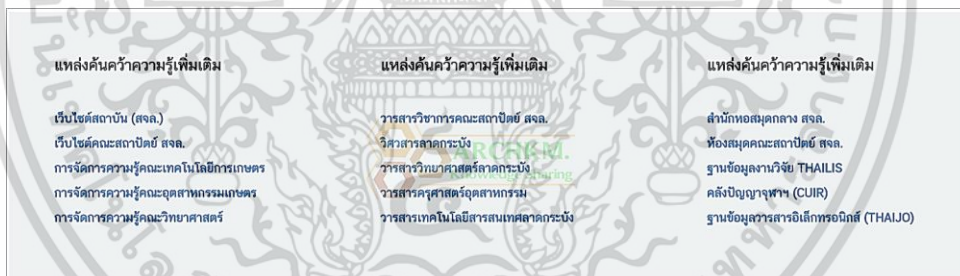 แหล่งค้นคว้าความรู้เพิ่มเติม
เว็บไซต์สถาบัน (สจล.)
เว็บไซต์คณะสถาปัตย์ สจล.
การจัดการความรู้คณะเทคโนโลยีการเกษตร
การจัดการความรู้คณะอุตสาหกรรมเกษตร
การจัดการความรู้คณะวิทยาศาสตร์
แหล่งค้นคว้าความรู้เพิ่มเติม
วารสารวิชาการคณะสถาปัตย์ สจล.
วิศวสารลาดกระบัง
วารสารวิทยาศาสตร์ลาดกระบัง
วารสารครุศาสตร์อุตสาหกรรม
วารสารเทคโนโลยีสารสนเทศลาดกระบัง
ARCHKM.
Knowledge Sharing
แหล่งค้นคว้าความรู้เพิ่มเติม
สำนักหอสมุดกลาง สจล.
ห้องสมุดคณะสถาปัตย์ สจล.
ฐานข้อมูลงานวิจัย THAILIS
คลังปัญญาจุฬาฯ (CUIR)
ฐานข้อมูลวารสารอิเล็กทรอนิกส์ (THAIJO)